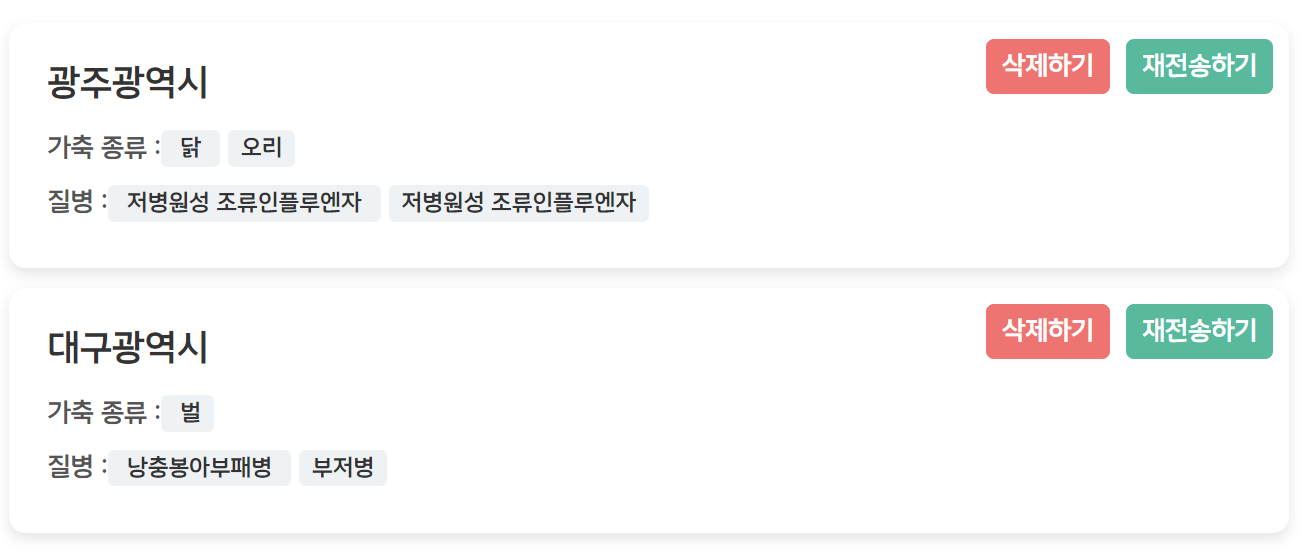 광주광역시
삭제하기 재전송하기
가축 종류 : 닭 오리
질병 : 저병원성 조류인플루엔자 저병원성 조류인플루엔자
대구광역시
삭제하기 재전송하기
가축 종류 : 벌
질병 : 낭충봉아부패병 부저병